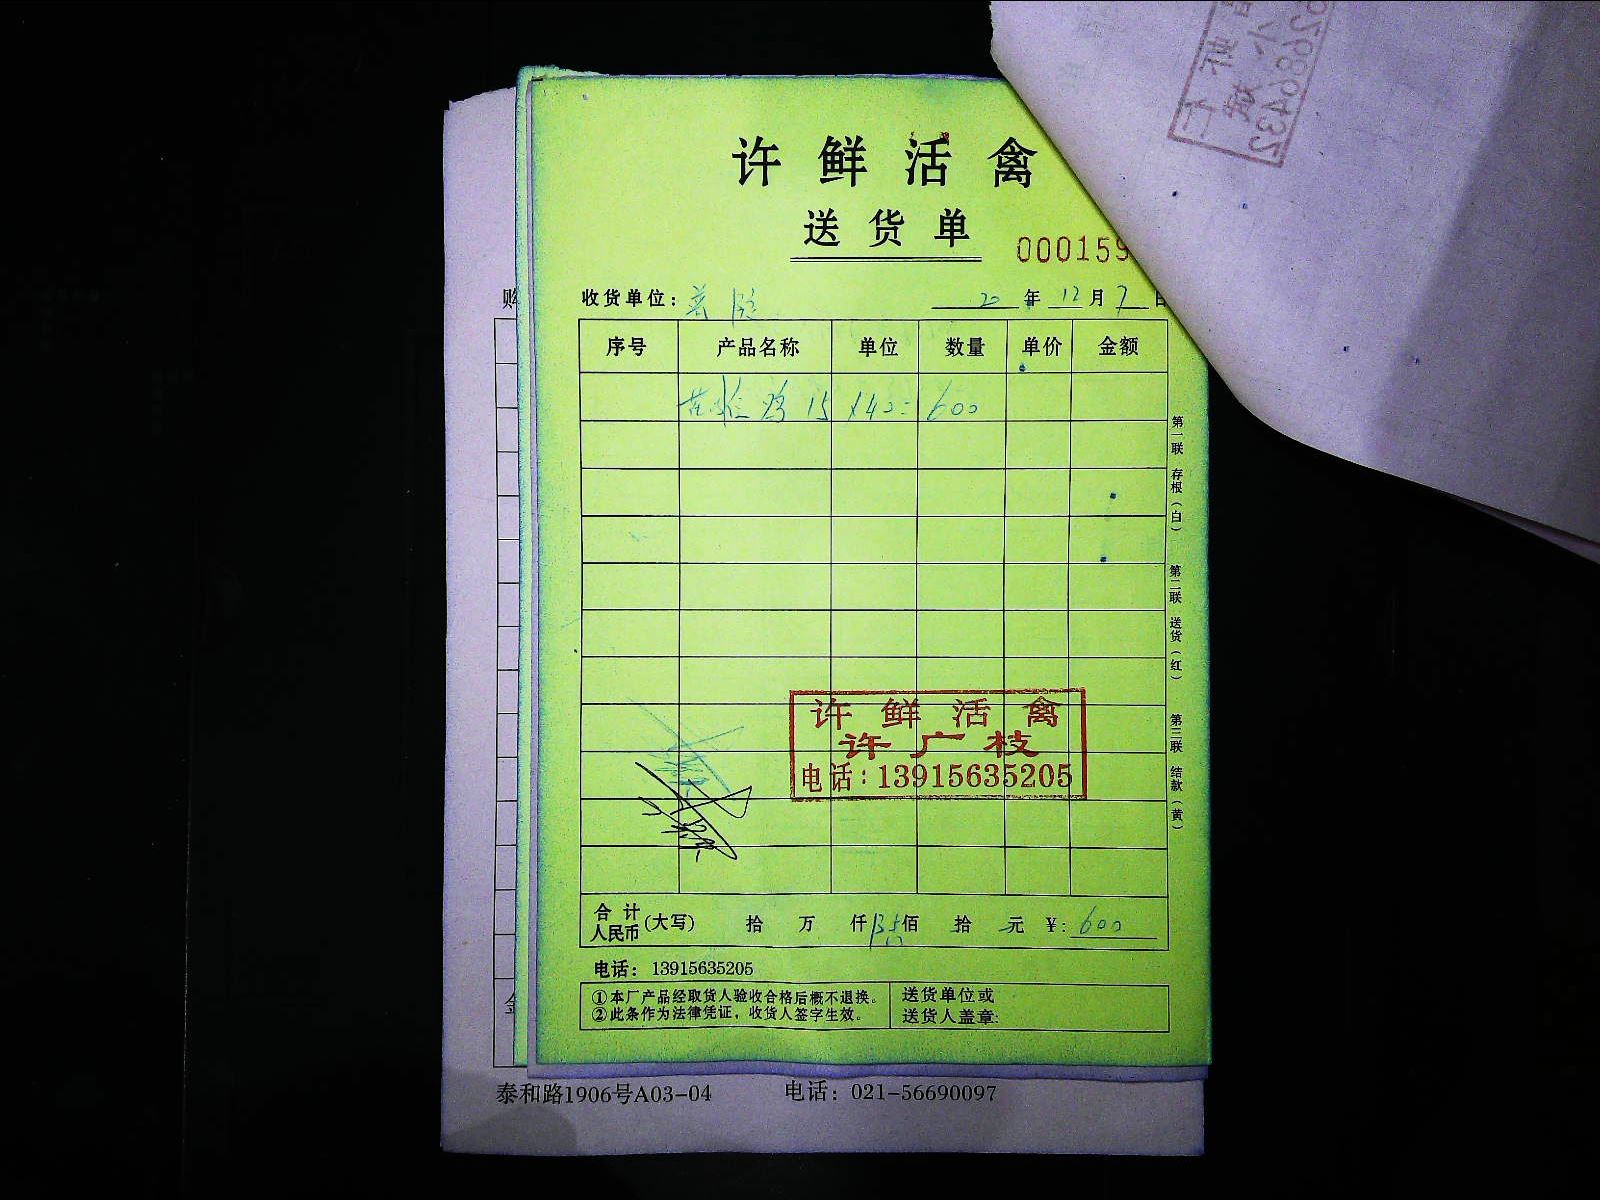 许鲜活禽
送货单
000159
收货单位：
20 年 12 月 7 日
序号 产品名称 单位 数量 单价 金额
鸡 15 ×40= 600
第一联 存根（白） 第二联 送货（红） 第三联 结款（黄）
许鲜活禽
许广枝
电话：13915635205
合计人民币（大写） 拾 万 仟 佰 拾 元 ¥：600
电话：13915635205
①本厂产品经取货人验收合格后概不退换。
②此条作为法律凭证，收货人签字生效。
送货单位或
送货人盖章：
购
金
泰和路1906号A03-04 电话：021-56690097